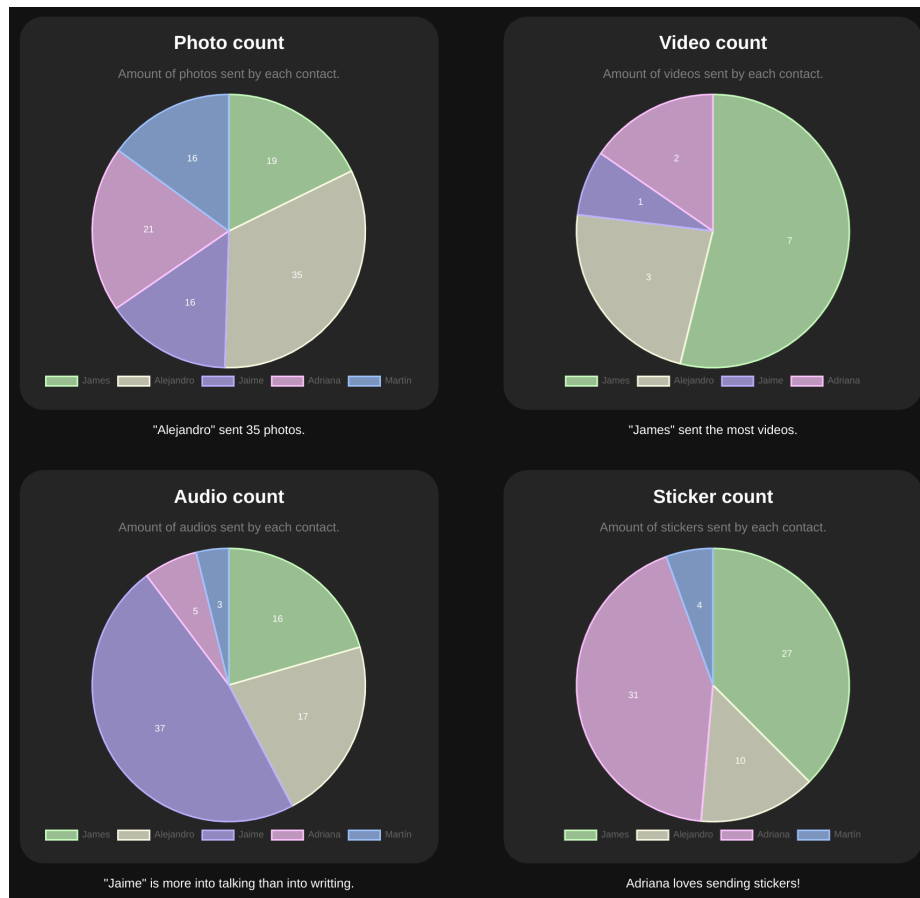 Photo count
Amount of photos sent by each contact.
16
19
21
35
16
James Alejandro Jaime Adriana Martín
"Alejandro" sent 35 photos.
Video count
Amount of videos sent by each contact.
2
1
7
3
James Alejandro Jaime Adriana
"James" sent the most videos.
Audio count
Amount of audios sent by each contact.
5
3
16
17
37
James Alejandro Jaime Adriana Martín
"Jaime" is more into talking than into writting.
Sticker count
Amount of stickers sent by each contact.
4
27
31
10
James Alejandro Adriana Martín
Adriana loves sending stickers!